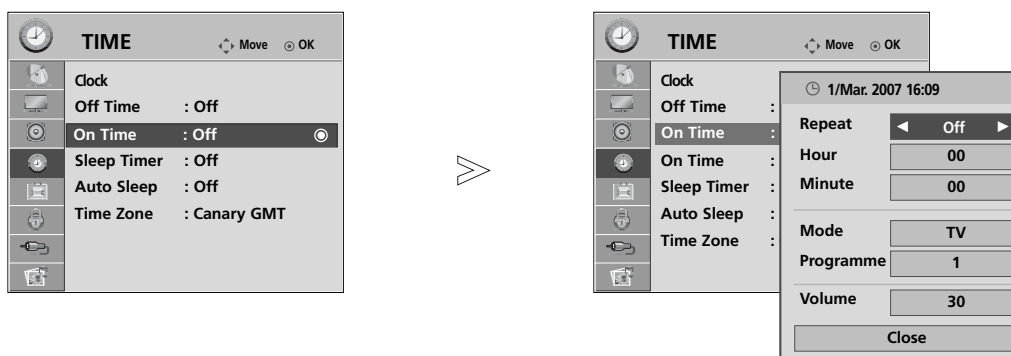 TIME Move OK
Clock
Off Time : Off
On Time : Off
Sleep Timer : Off
Auto Sleep : Off
Time Zone : Canary GMT
TIME Move OK
Clock
Off Time :
On Time :
On Time :
Sleep Timer :
Auto Sleep :
Time Zone :
1/Mar. 2007 16:09
Repeat ◄ Off ►
Hour 00
Minute 00
Mode TV
Programme 1
Volume 30
Close